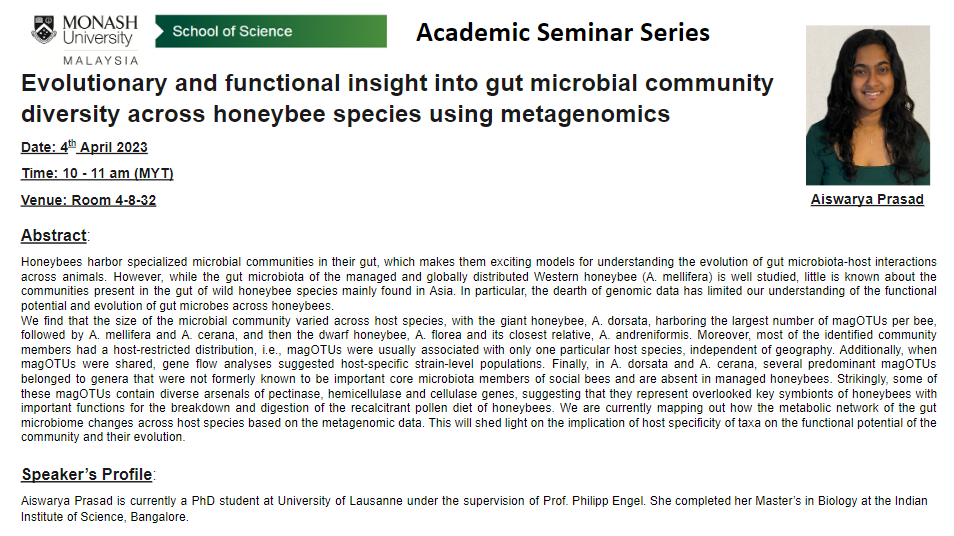 MONASH
University
MALAYSIA
School of Science
Academic Seminar Series
Evolutionary and functional insight into gut microbial community
diversity across honeybee species using metagenomics
Date: 4th April 2023
Time: 10 - 11 am (MYT)
Venue: Room 4-8-32
Aiswarya Prasad
Abstract:
Honeybees harbor specialized microbial communities in their gut, which makes them exciting models for understanding the evolution of gut microbiota-host interactions
across animals. However, while the gut microbiota of the managed and globally distributed Western honeybee (A. mellifera) is well studied, little is known about the
communities present in the gut of wild honeybee species mainly found in Asia. In particular, the dearth of genomic data has limited our understanding of the functional
potential and evolution of gut microbes across honeybees.
We find that the size of the microbial community varied across host species, with the giant honeybee, A. dorsata, harboring the largest number of magOTUs per bee,
followed by A. mellifera and A. cerana, and then the dwarf honeybee, A. florea and its closest relative, A. andreniformis. Moreover, most of the identified community
members had a host-restricted distribution, i.e., magOTUs were usually associated with only one particular host species, independent of geography. Additionally, when
magOTUs were shared, gene flow analyses suggested host-specific strain-level populations. Finally, in A. dorsata and A. cerana, several predominant magOTUs
belonged to genera that were not formerly known to be important core microbiota members of social bees and are absent in managed honeybees. Strikingly, some of
these magOTUs contain diverse arsenals of pectinase, hemicellulase and cellulase genes, suggesting that they represent overlooked key symbionts of honeybees with
important functions for the breakdown and digestion of the recalcitrant pollen diet of honeybees. We are currently mapping out how the metabolic network of the gut
microbiome changes across host species based on the metagenomic data. This will shed light on the implication of host specificity of taxa on the functional potential of the
community and their evolution.
Speaker's Profile:
Aiswarya Prasad is currently a PhD student at University of Lausanne under the supervision of Prof. Philipp Engel. She completed her Master's in Biology at the Indian
Institute of Science, Bangalore.